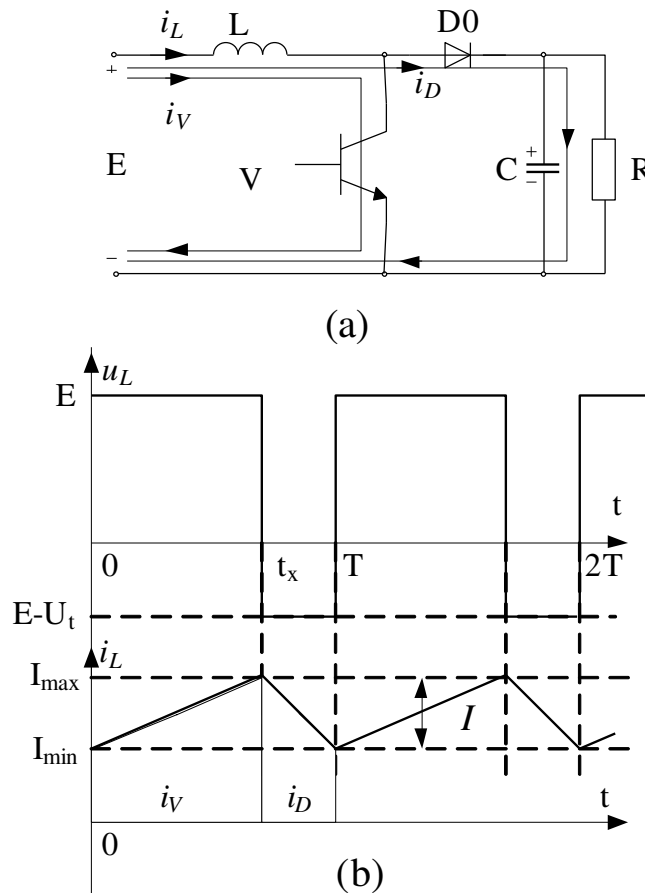 i_L L D0
+ i_D
i_V
E V C + R
−
−
(a)
u_L
E
t
0 t_x T 2T
E-U_t
i_L
I_max
I
I_min
i_V i_D t
0
(b)